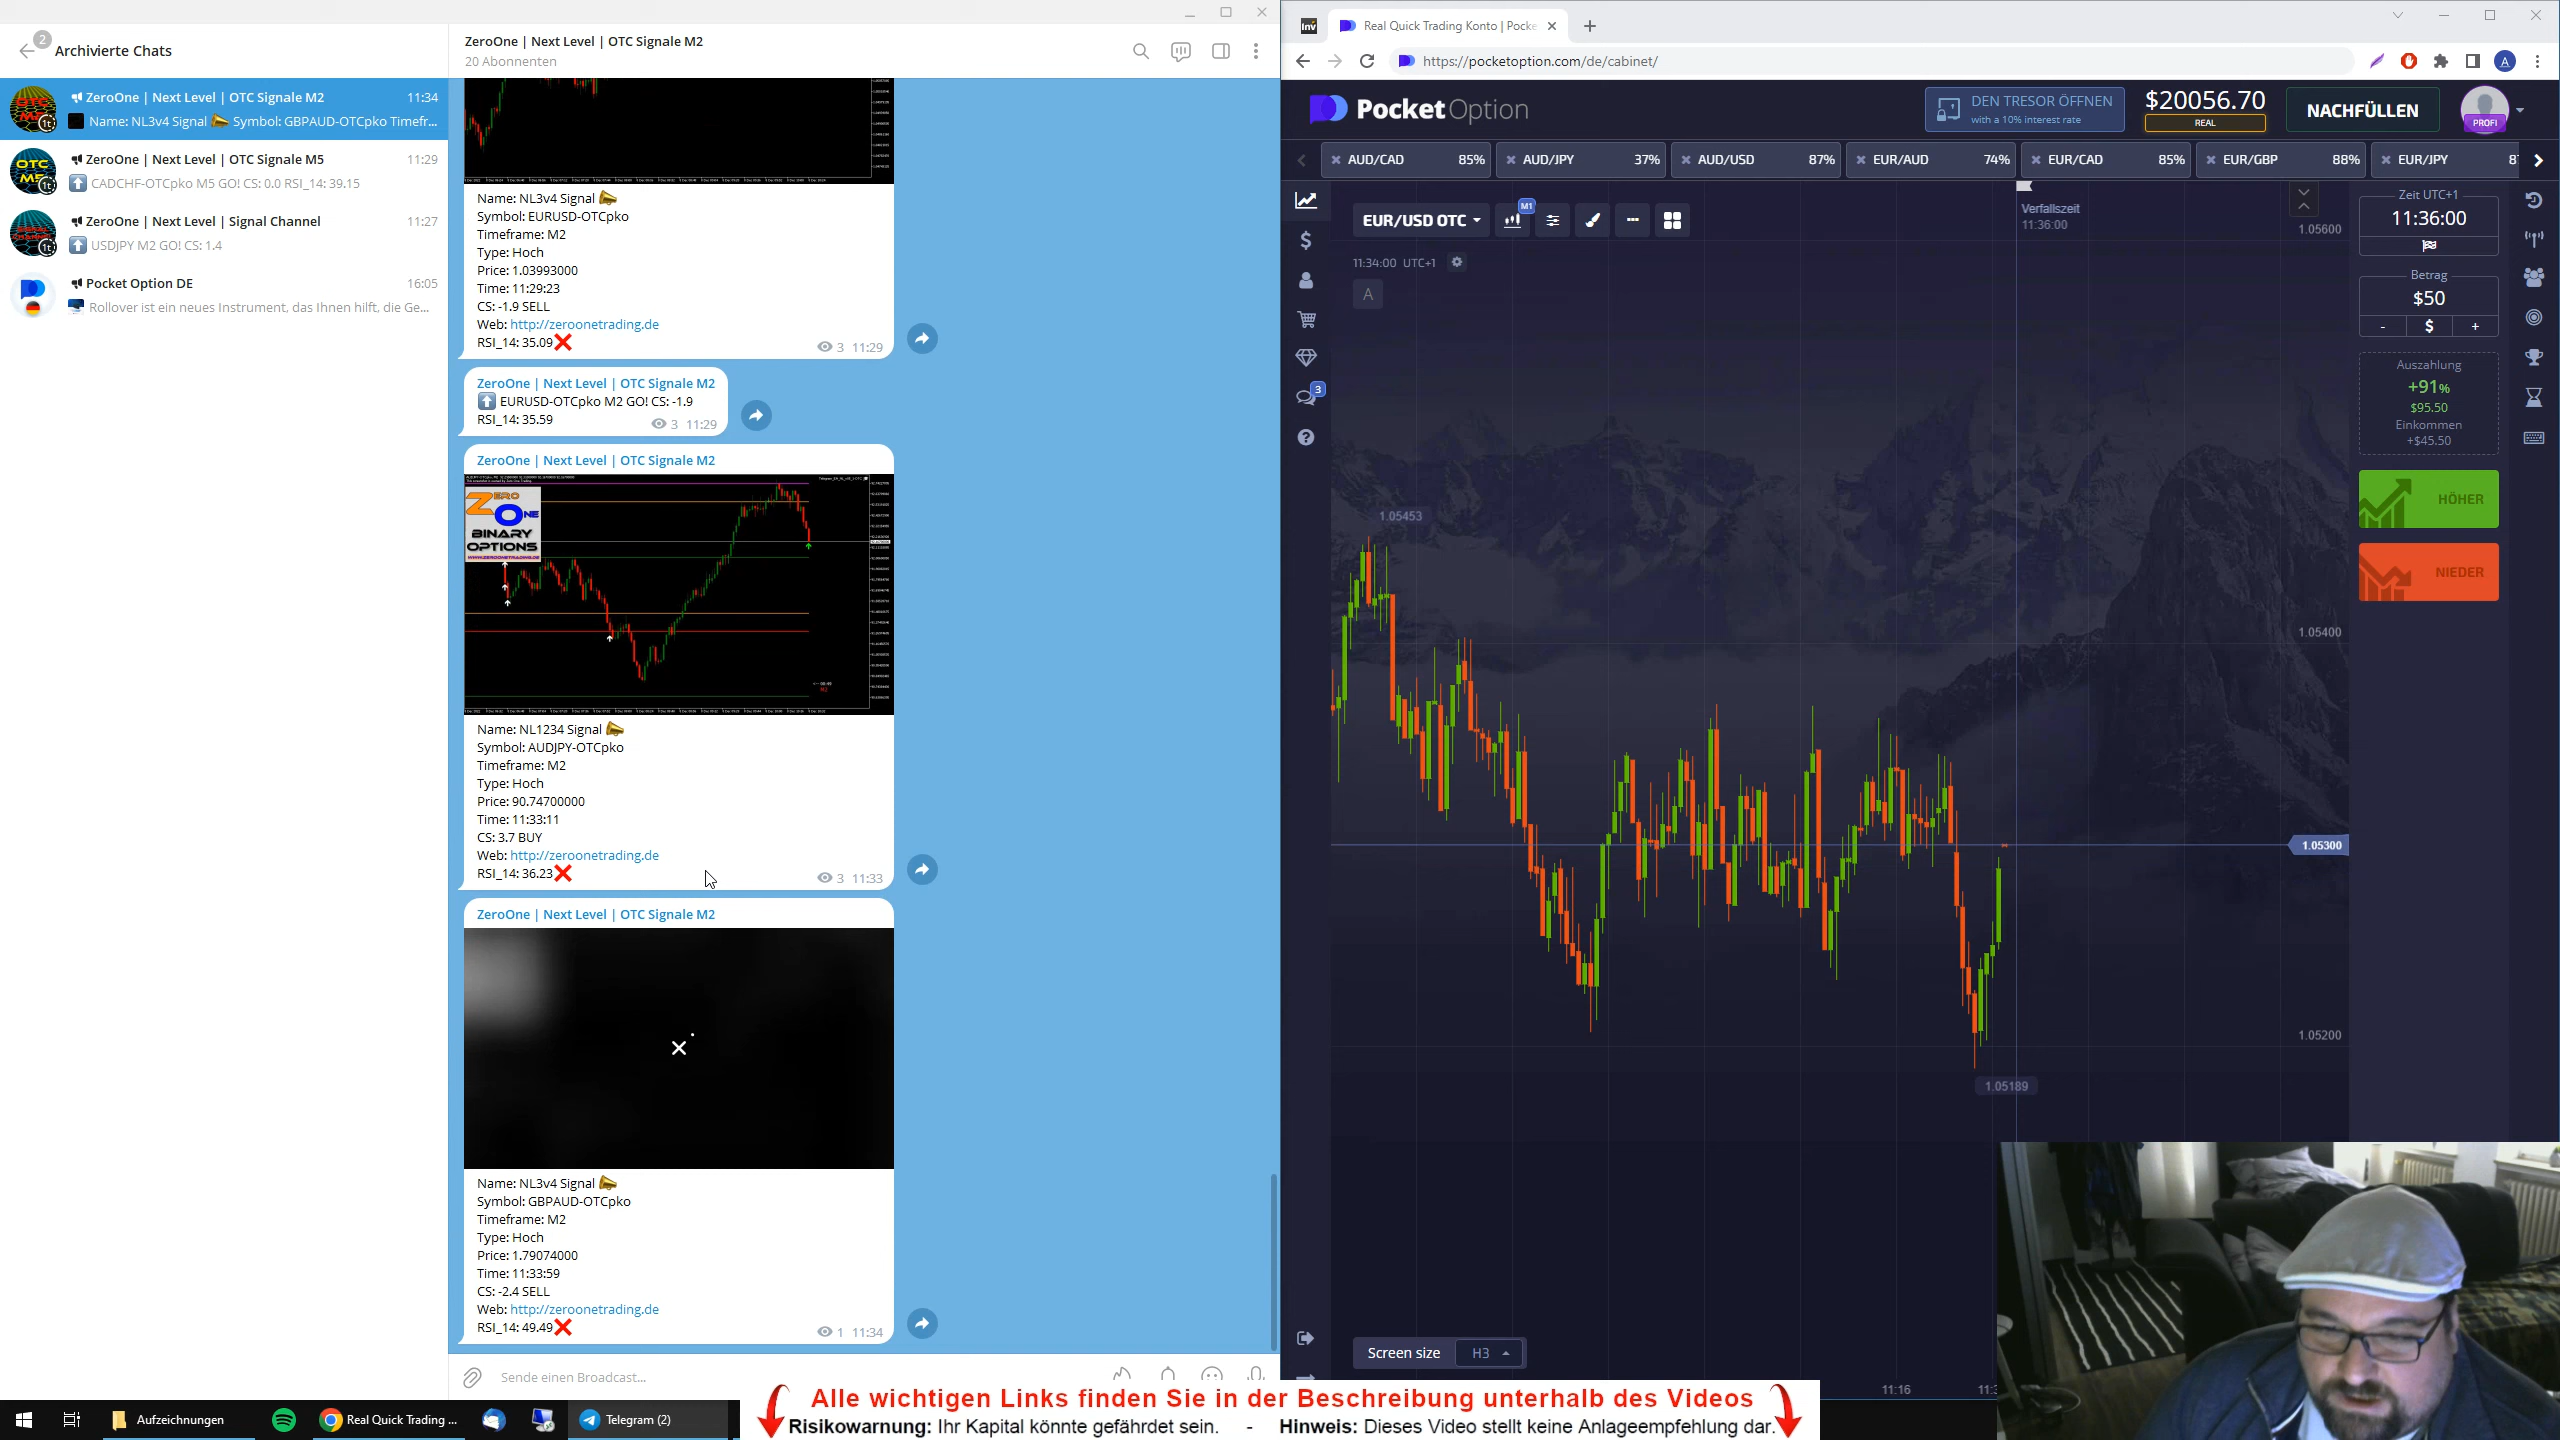 Archivierte Chats
2
ZeroOne | Next Level | OTC Signale M2
11:34
Name: NL3v4 Signal Symbol: GBPAUD-OTCpko Timefr...
ZeroOne | Next Level | OTC Signale M5
11:29
CADCHF-OTCpko M5 GO! CS: 0.0 RSI_14: 39.15
ZeroOne | Next Level | Signal Channel
11:27
USDJPY M2 GO! CS: 1.4
Pocket Option DE
16:05
Rollover ist ein neues Instrument, das Ihnen hilft, die Ge...
ZeroOne | Next Level | OTC Signale M2
20 Abonnenten
Name: NL3v4 Signal
Symbol: EURUSD-OTCpko
Timeframe: M2
Type: Hoch
Price: 1.03993000
Time: 11:29:23
CS: -1.9 SELL
Web: http://zeroonetrading.de
RSI_14: 35.09
3 11:29
ZeroOne | Next Level | OTC Signale M2
EURUSD-OTCpko M2 GO! CS: -1.9
RSI_14: 35.59
3 11:29
ZeroOne | Next Level | OTC Signale M2
ZERO
ONE
BINARY
OPTIONS
Name: NL1234 Signal
Symbol: AUDJPY-OTCpko
Timeframe: M2
Type: Hoch
Price: 90.74700000
Time: 11:33:11
CS: 3.7 BUY
Web: http://zeroonetrading.de
RSI_14: 36.23
3 11:33
ZeroOne | Next Level | OTC Signale M2
Name: NL3v4 Signal
Symbol: GBPAUD-OTCpko
Timeframe: M2
Type: Hoch
Price: 1.79074000
Time: 11:33:59
CS: -2.4 SELL
Web: http://zeroonetrading.de
RSI_14: 49.49
1 11:34
Sende einen Broadcast...
Inv
Real Quick Trading Konto | Pocke
https://pocketoption.com/de/cabinet/
A
PocketOption
DEN TRESOR ÖFFNEN
with a 10% interest rate
$20056.70
REAL
NACHFÜLLEN
PROFI
AUD/CAD 85%
AUD/JPY 37%
AUD/USD 87%
EUR/AUD 74%
EUR/CAD 85%
EUR/GBP 88%
EUR/JPY 8
EUR/USD OTC
M1
11:34:00 UTC+1
A
3
Verfallszeit
11:36:00
1.05600
1.05453
1.05400
1.05300
1.05200
1.05189
Zeit UTC+1
11:36:00
Betrag
$50
- $ +
Auszahlung
+91%
$95.50
Einkommen
+$45.50
HÖHER
NIEDER
Screen size H3
11:16
Aufzeichnungen
Real Quick Trading ...
Telegram (2)
Alle wichtigen Links finden Sie in der Beschreibung unterhalb des Videos
Risikowarnung: Ihr Kapital könnte gefährdet sein. - Hinweis: Dieses Video stellt keine Anlageempfehlung dar.